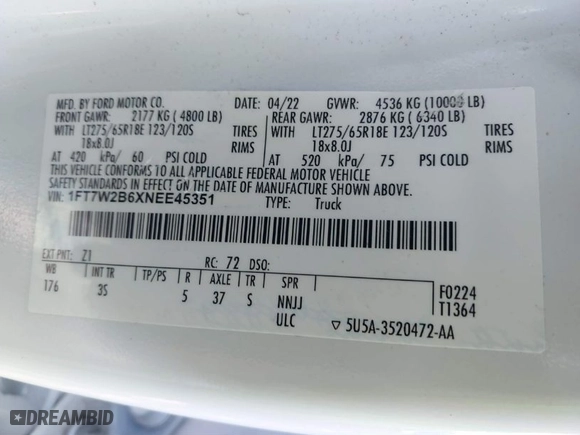 MFD. BY FORD MOTOR CO. DATE: 04/22 GVWR: 4536 KG (10000 LB)
FRONT GAWR: 2177 KG (4800 LB) REAR GAWR: 2876 KG (6340 LB)
WITH LT275/65R18E 123/120S TIRES WITH LT275/65R18E 123/120S TIRES
18x8.0J RIMS 18x8.0J RIMS
AT 420 kPa/ 60 PSI COLD AT 520 kPa/ 75 PSI COLD
THIS VEHICLE CONFORMS TO ALL APPLICABLE FEDERAL MOTOR VEHICLE
SAFETY STANDARDS IN EFFECT ON THE DATE OF MANUFACTURE SHOWN ABOVE.
VIN: 1FT7W2B6XNEE45351 TYPE: Truck
EXT PNT: Z1 RC: 72 DSO:
WB INT TR TP/PS R AXLE TR SPR
176 3S 5 37 S NNJJ
ULC
F0224
T1364
▽ 5U5A-3520472-AA
DREAMBID